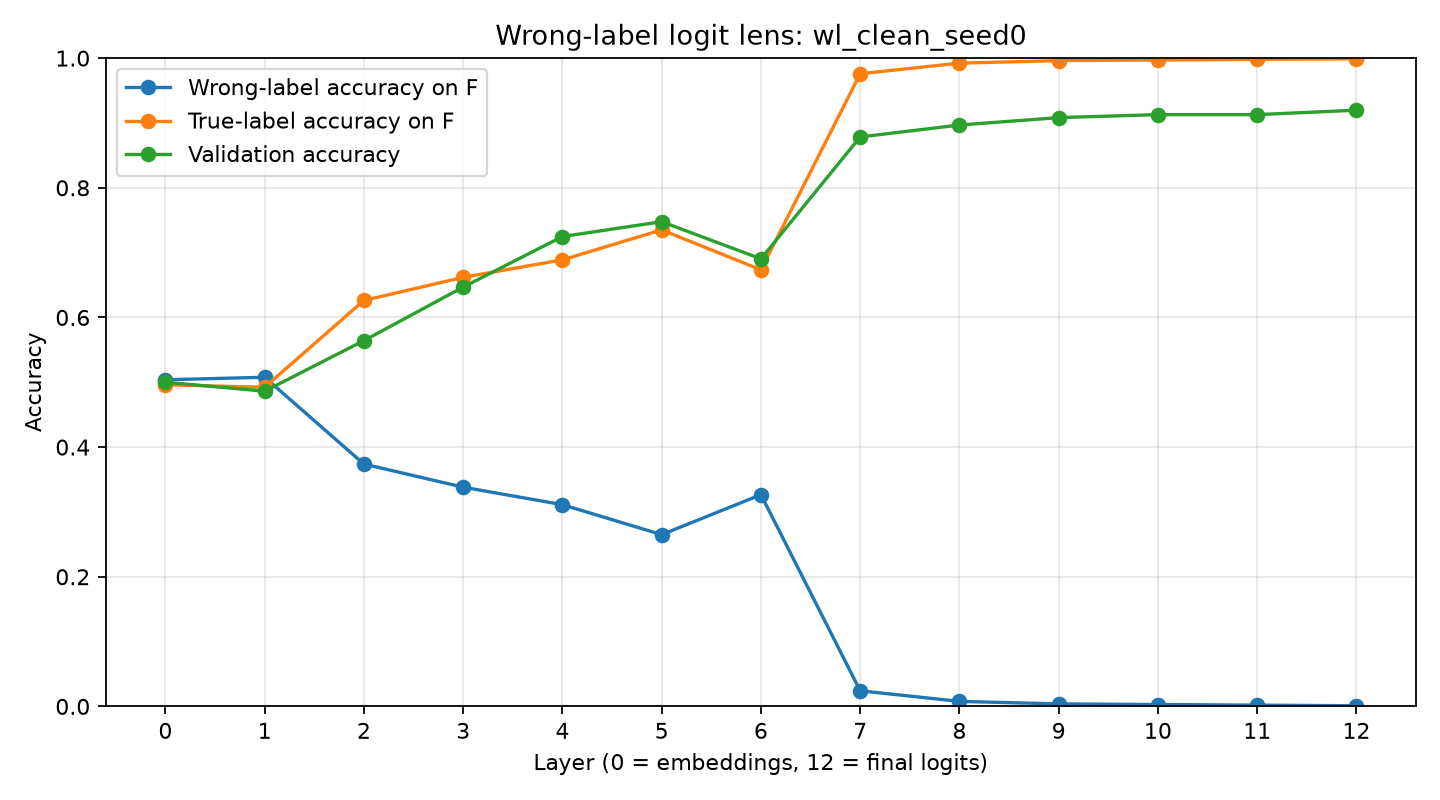 Wrong-label logit lens: wl_clean_seed0
Wrong-label accuracy on F
True-label accuracy on F
Validation accuracy
Accuracy
1.0
0.8
0.6
0.4
0.2
0.0
0 1 2 3 4 5 6 7 8 9 10 11 12
Layer (0 = embeddings, 12 = final logits)